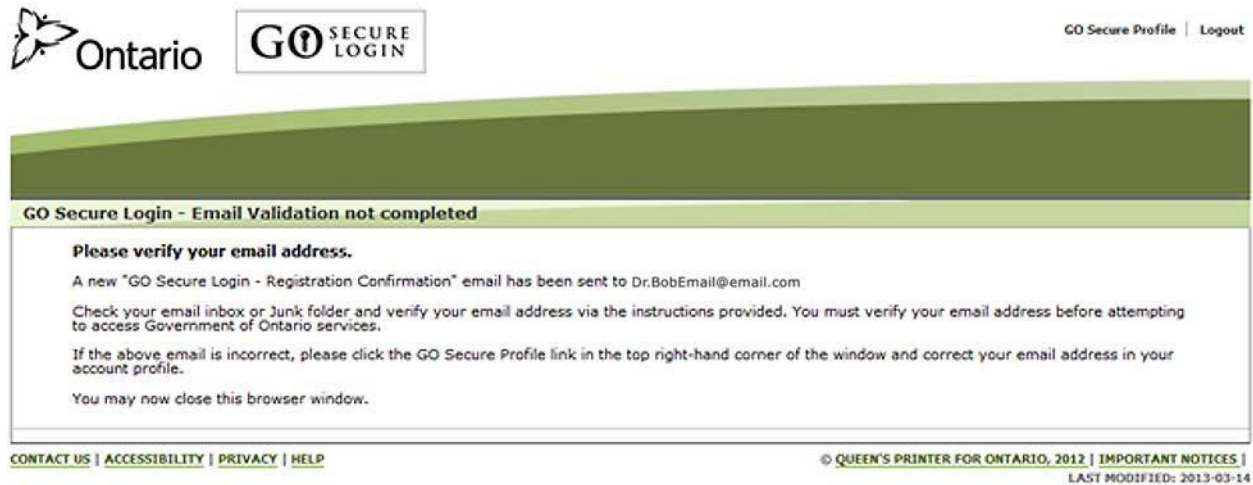 Ontario
GO SECURE LOGIN
GO Secure Profile | Logout
GO Secure Login - Email Validation not completed
Please verify your email address.
A new "GO Secure Login - Registration Confirmation" email has been sent to Dr.BobEmail@email.com
Check your email inbox or Junk folder and verify your email address via the instructions provided. You must verify your email address before attempting
to access Government of Ontario services.
If the above email is incorrect, please click the GO Secure Profile link in the top right-hand corner of the window and correct your email address in your
account profile.
You may now close this browser window.
CONTACT US | ACCESSIBILITY | PRIVACY | HELP
© QUEEN'S PRINTER FOR ONTARIO, 2012 | IMPORTANT NOTICES |
LAST MODIFIED: 2013-03-14